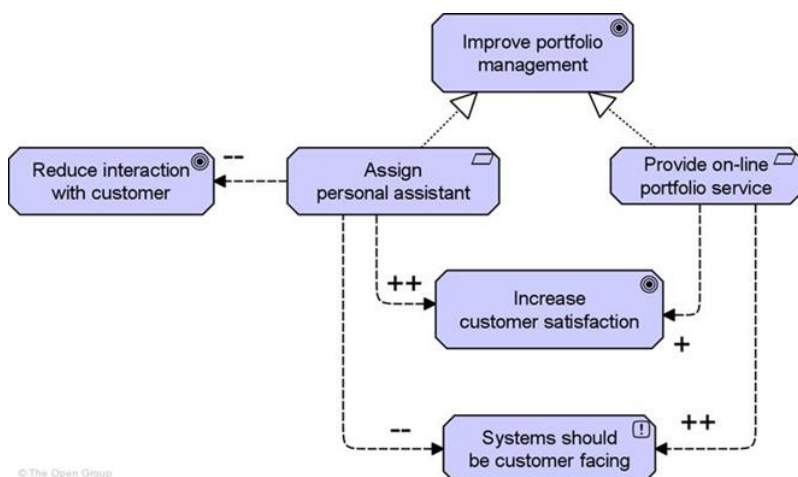 Improve portfolio
management
--
Reduce interaction
with customer
Assign
personal assistant
Provide on-line
portfolio service
++
Increase
customer satisfaction
+
--
Systems should
be customer facing
++
!
© The Open Group